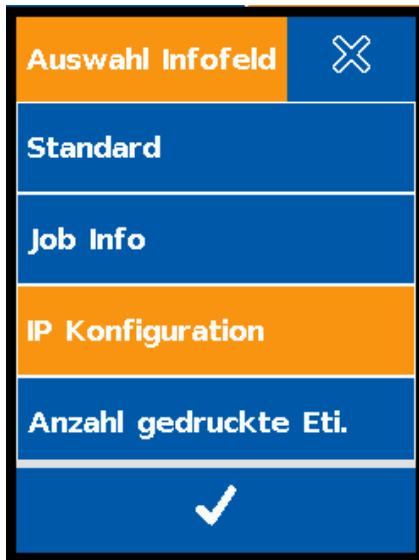 Auswahl Infofeld
Standard
Job Info
IP Konfiguration
Anzahl gedruckte Eti.